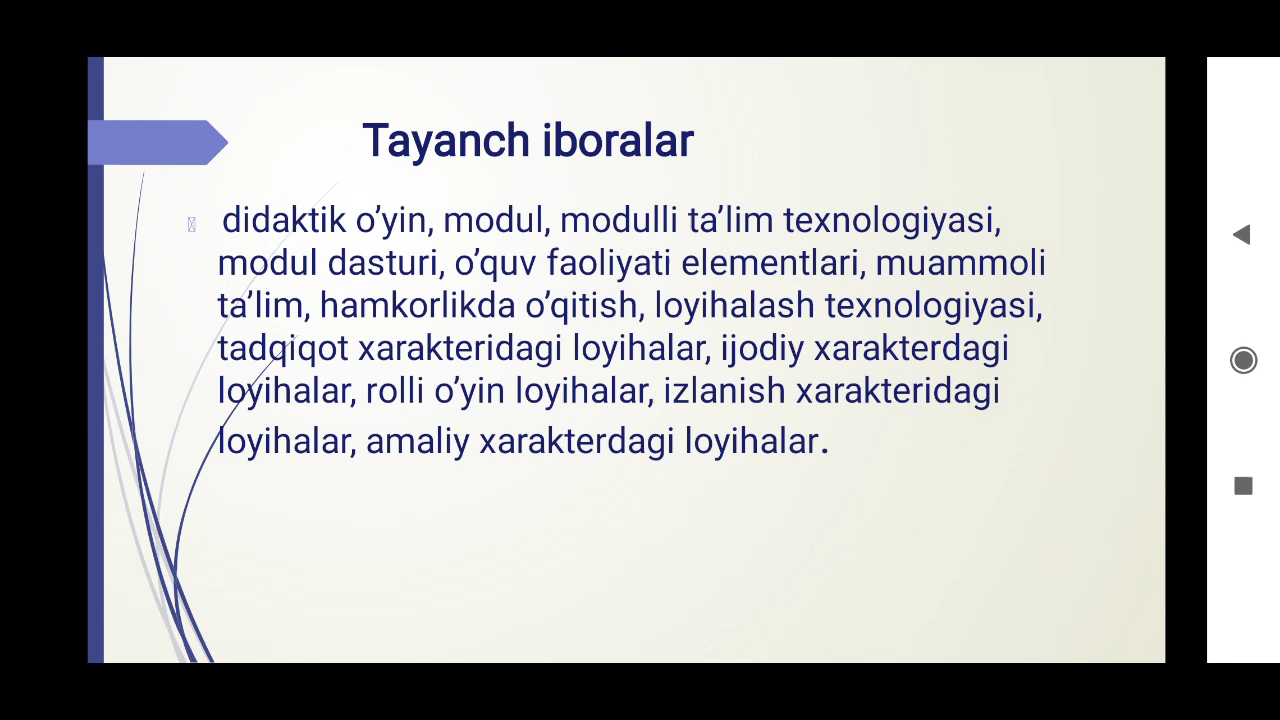 Tayanch iboralar
didaktik o’yin, modul, modulli ta’lim texnologiyasi,
modul dasturi, o’quv faoliyati elementlari, muammoli
ta’lim, hamkorlikda o’qitish, loyihalash texnologiyasi,
tadqiqot xarakteridagi loyihalar, ijodiy xarakterdagi
loyihalar, rolli o’yin loyihalar, izlanish xarakteridagi
loyihalar, amaliy xarakterdagi loyihalar.